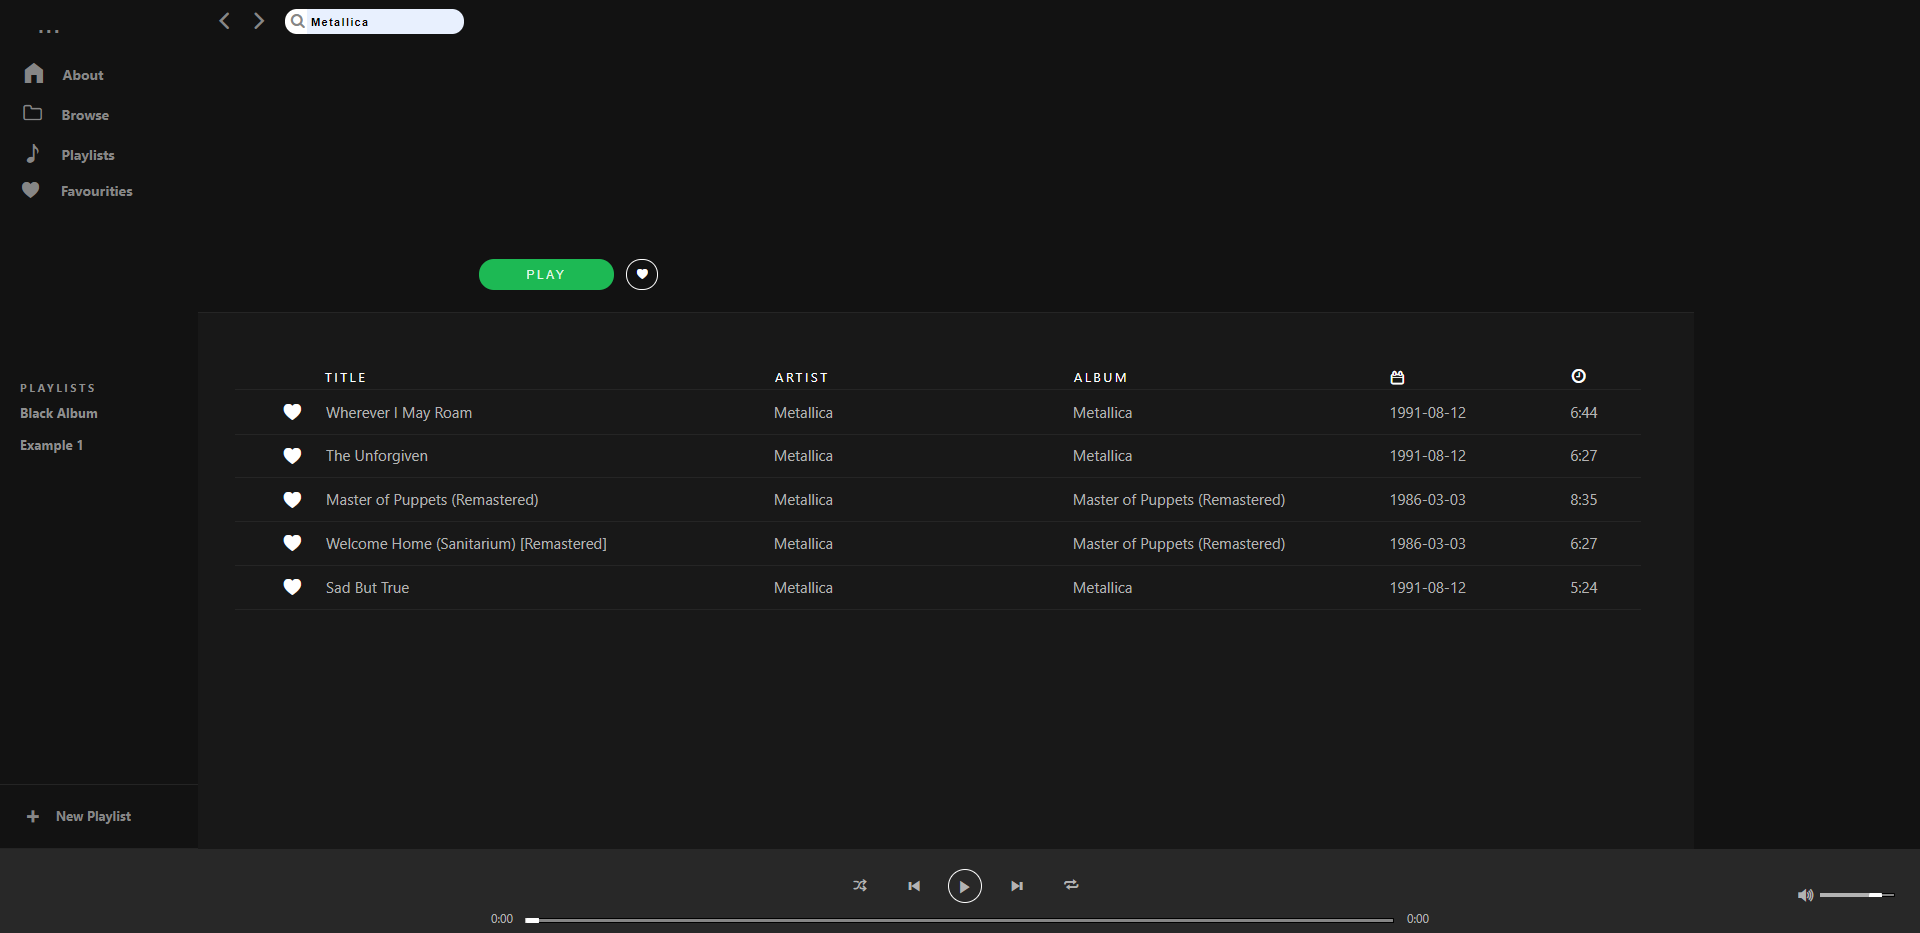 ...
Metallica
About
Browse
Playlists
Favourities
PLAY
PLAYLISTS
Black Album
Example 1
TITLE ARTIST ALBUM
Wherever I May Roam Metallica Metallica 1991-08-12 6:44
The Unforgiven Metallica Metallica 1991-08-12 6:27
Master of Puppets (Remastered) Metallica Master of Puppets (Remastered) 1986-03-03 8:35
Welcome Home (Sanitarium) [Remastered] Metallica Master of Puppets (Remastered) 1986-03-03 6:27
Sad But True Metallica Metallica 1991-08-12 5:24
New Playlist
0:00 0:00